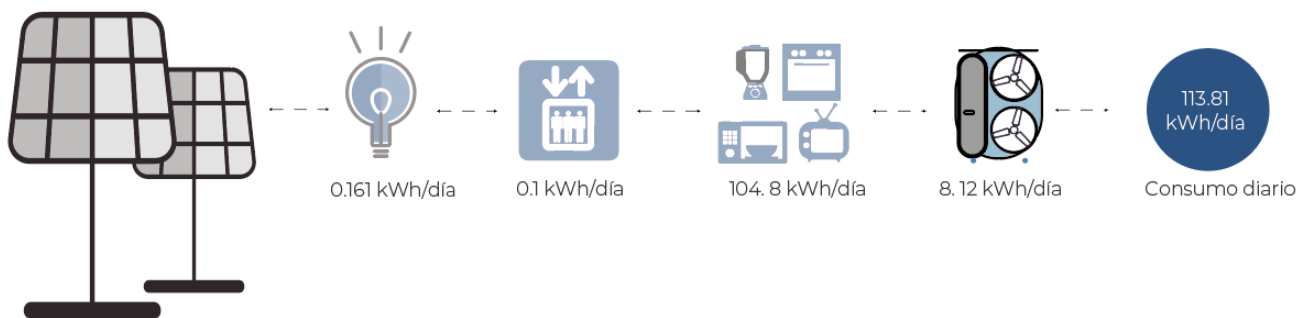 113.81
kWh/día
0.161 kWh/día
0.1 kWh/día
104. 8 kWh/día
8. 12 kWh/día
Consumo diario